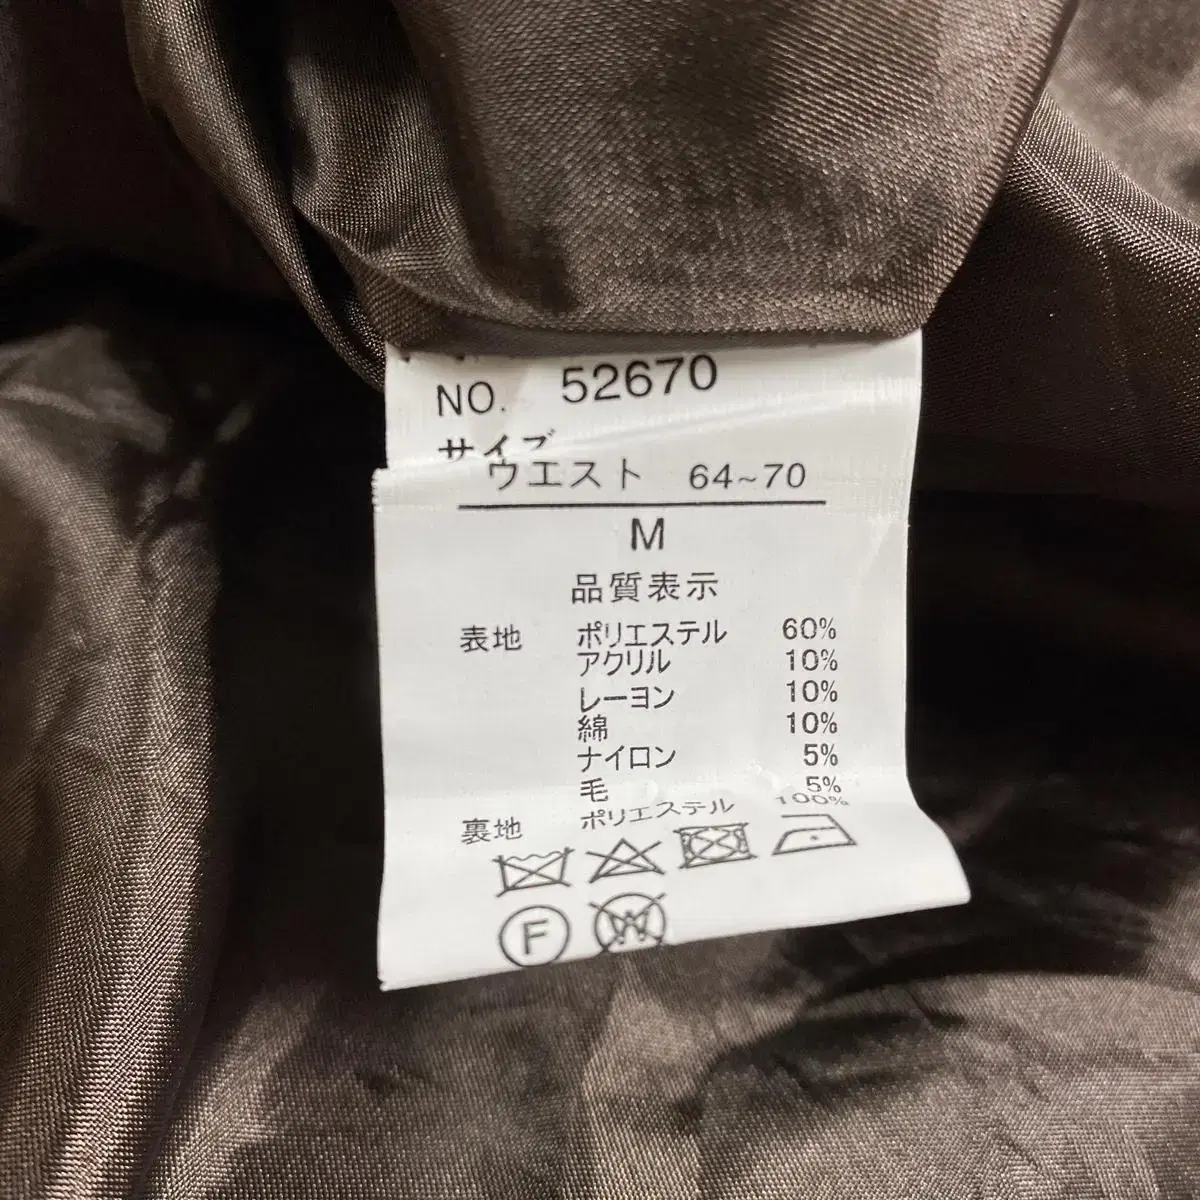 NO. 52670
サイズ
ウエスト 64~70
M
品質表示
表地 ポリエステル 60%
アクリル 10%
レーヨン 10%
綿 10%
ナイロン 5%
毛 5%
裏地 ポリエステル 100%
F W